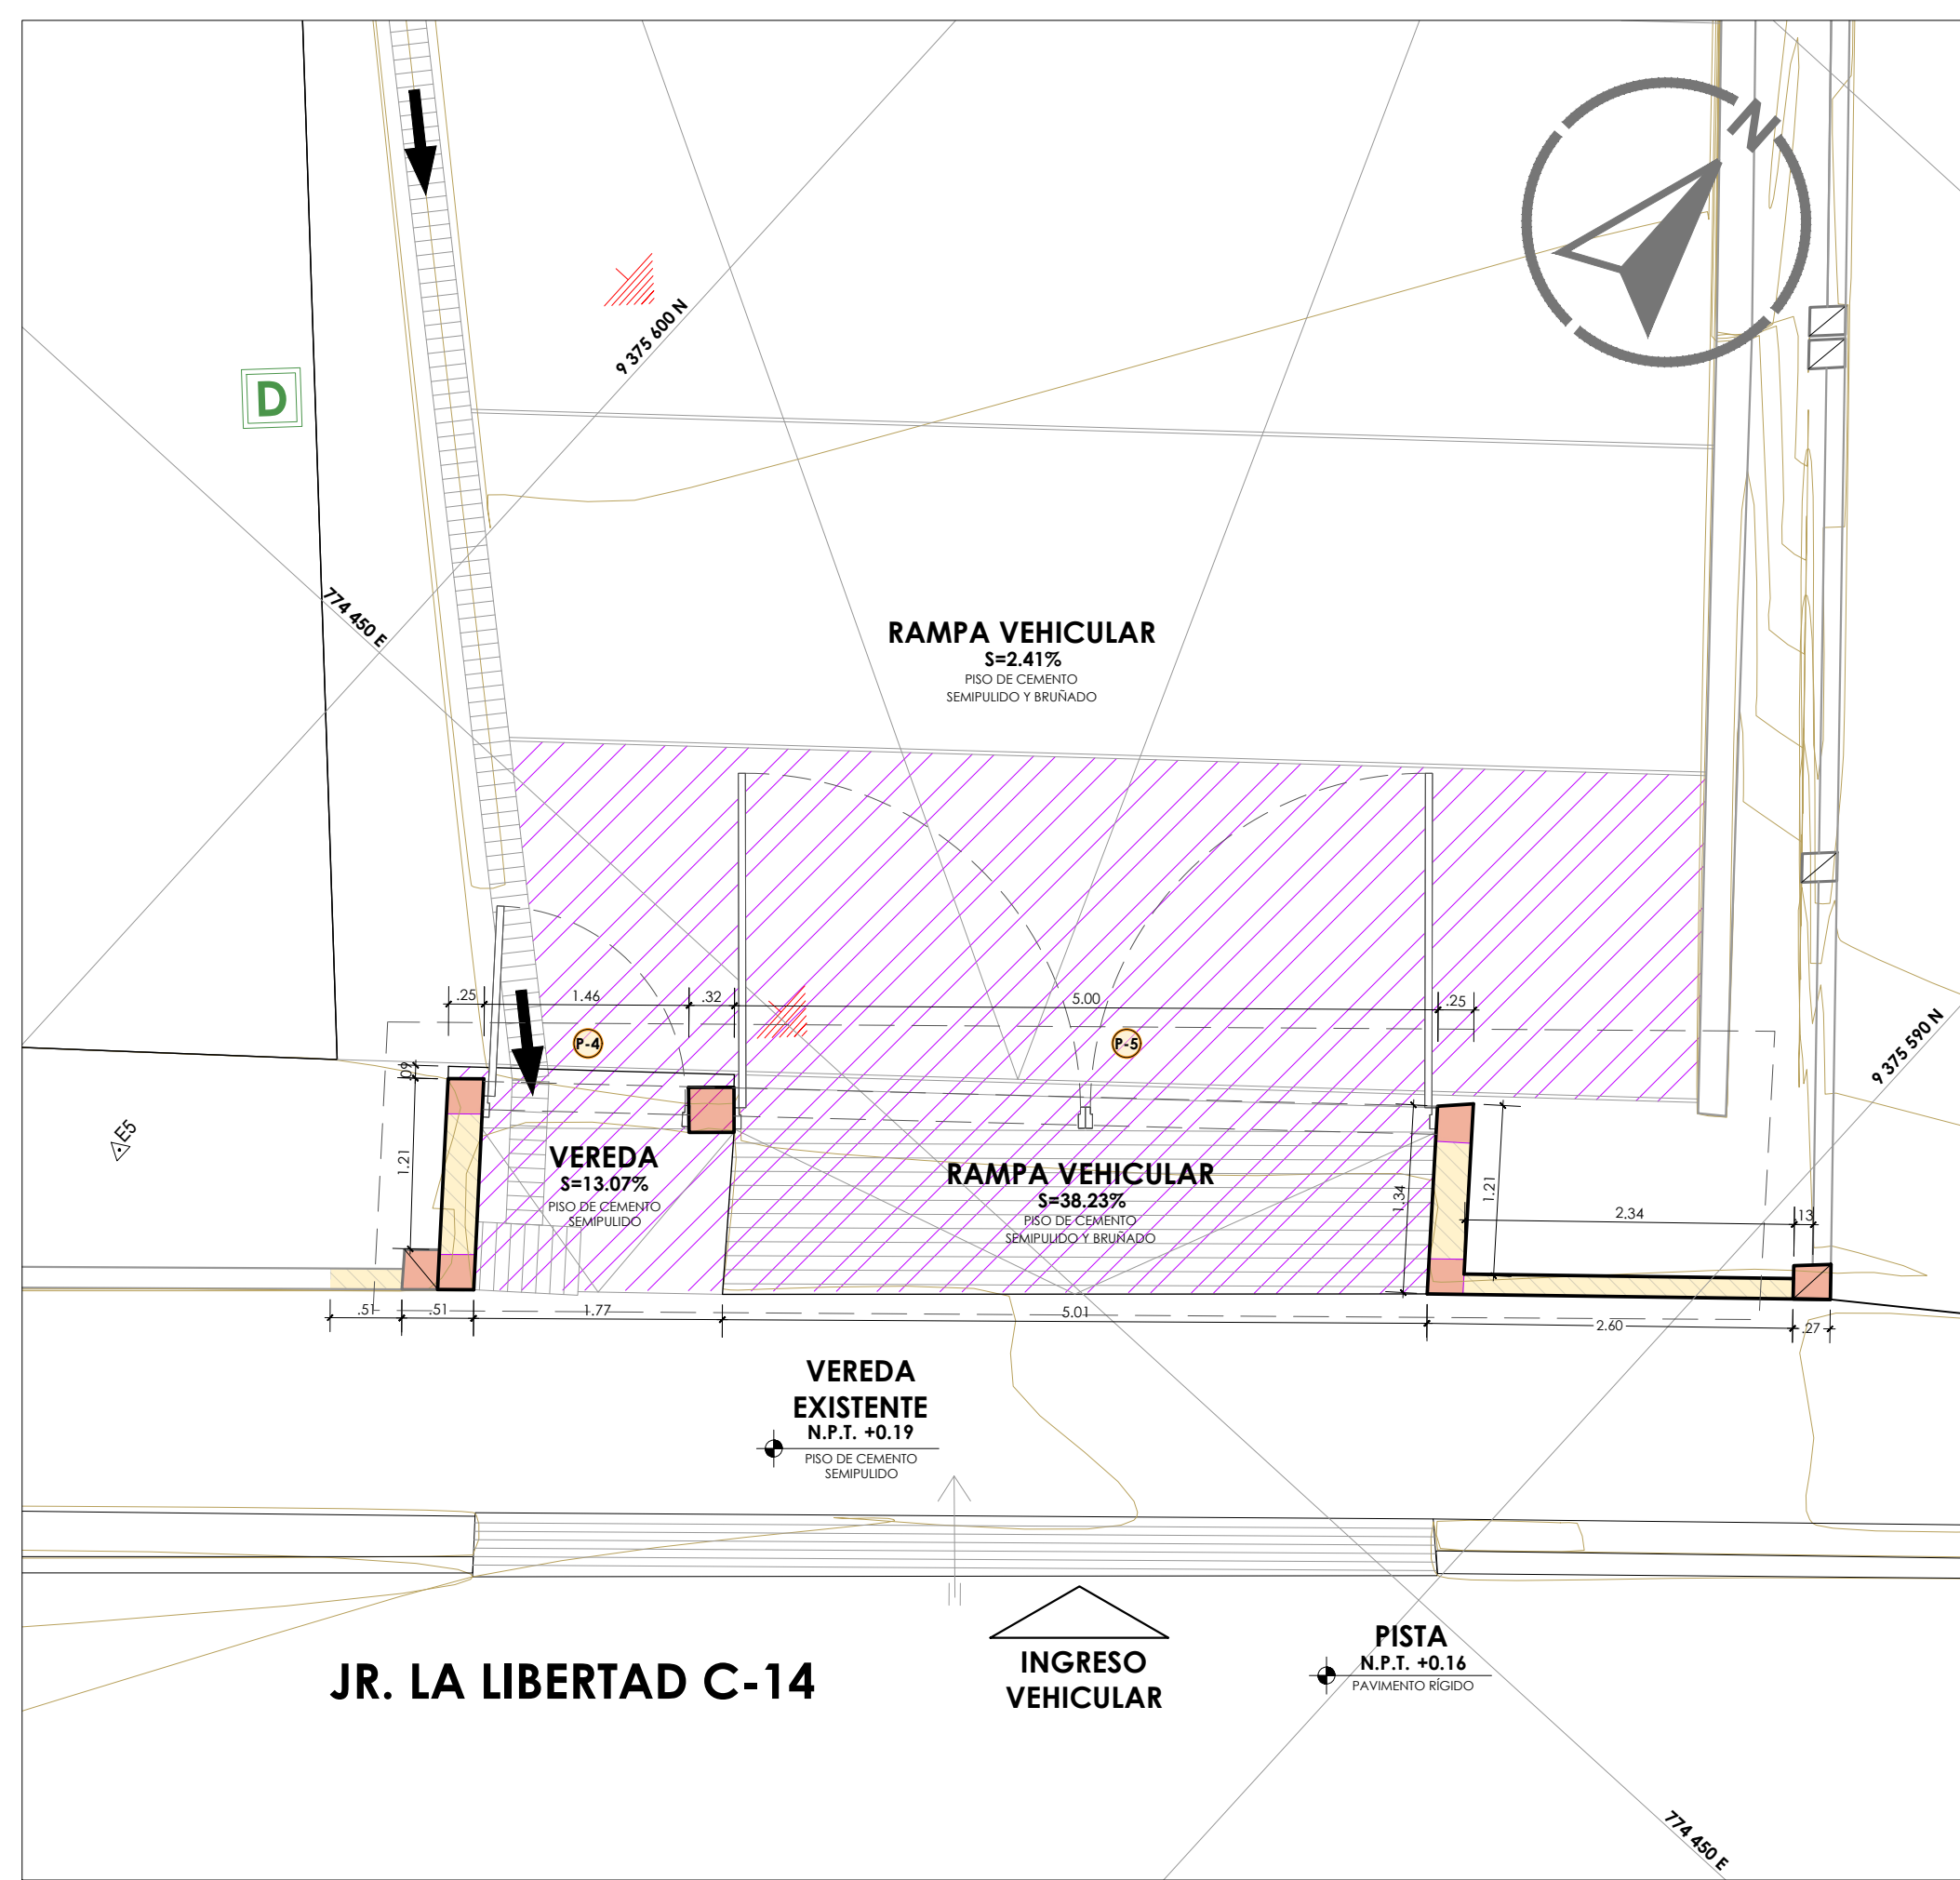 N
9 375 600 N
D
774 450 E
RAMPA VEHICULAR
S=2.41%
PISO DE CEMENTO
SEMIPULIDO Y BRUÑADO
.25
1.46
.32
5.00
.25
P-4
P-5
9 375 590 N
.09
E5
1.21
VEREDA
S=13.07%
PISO DE CEMENTO
SEMIPULIDO
RAMPA VEHICULAR
S=38.23%
PISO DE CEMENTO
SEMIPULIDO Y BRUÑADO
1.34
1.21
2.34
.13
.51
.51
1.77
5.01
2.60
.27
VEREDA
EXISTENTE
N.P.T. +0.19
PISO DE CEMENTO
SEMIPULIDO
INGRESO
VEHICULAR
PISTA
N.P.T. +0.16
PAVIMENTO RÍGIDO
JR. LA LIBERTAD C-14
774 450 E